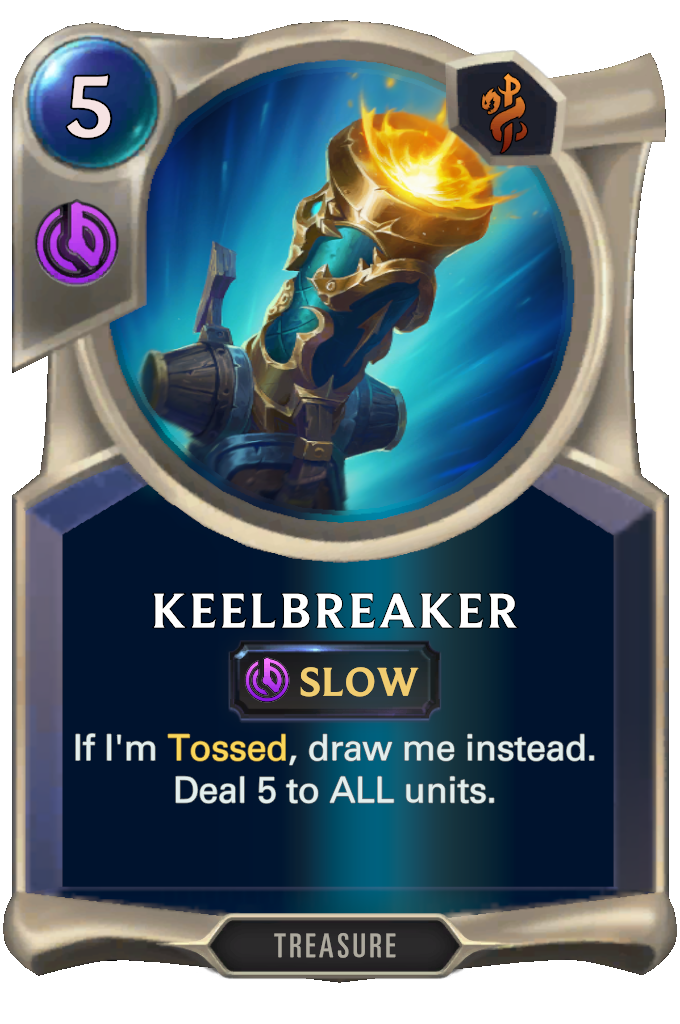 5
KEELBREAKER
SLOW
If I'm Tossed, draw me instead.
Deal 5 to ALL units.
TREASURE